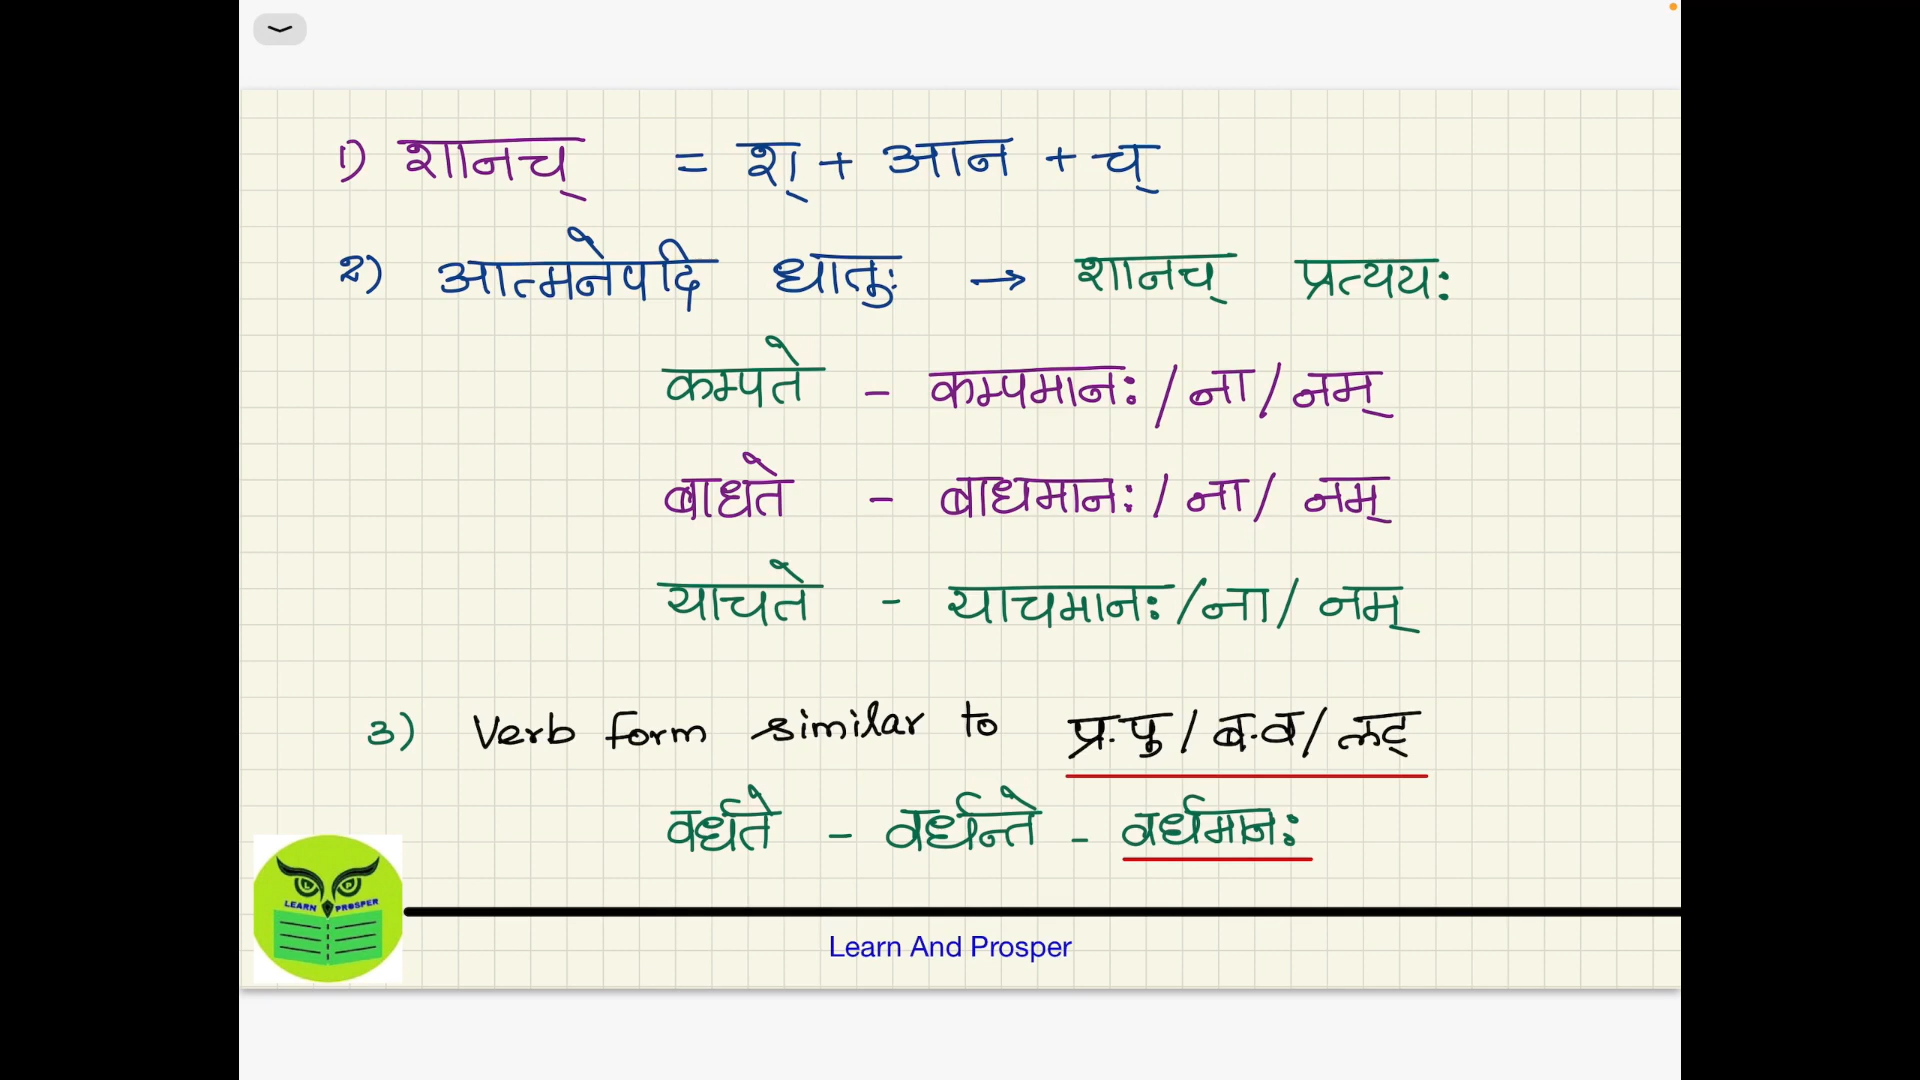 1) शानच् = श् + आन + च्
२) आत्मनेपदि धातुः → शानच् प्रत्ययः
कम्पते - कम्पमानः / ना / नम्
बाधते - बाधमानः / ना / नम्
याचते - याचमानः / ना / नम्
3) Verb form similar to प्र.पु / ब.व / लट्
वर्धते - वर्धन्ते - वर्धमानः
LEARN PROSPER
Learn And Prosper